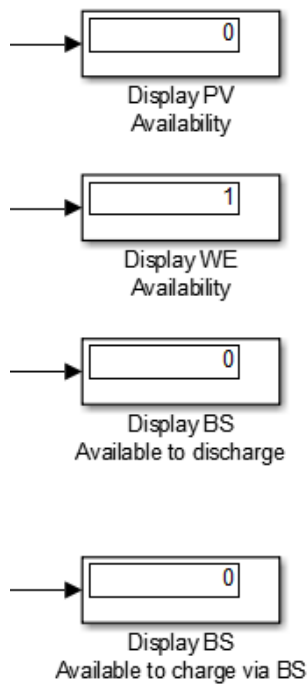 0
Display PV
Availability
1
Display WE
Availability
0
Display BS
Available to discharge
0
Display BS
Available to charge via BS